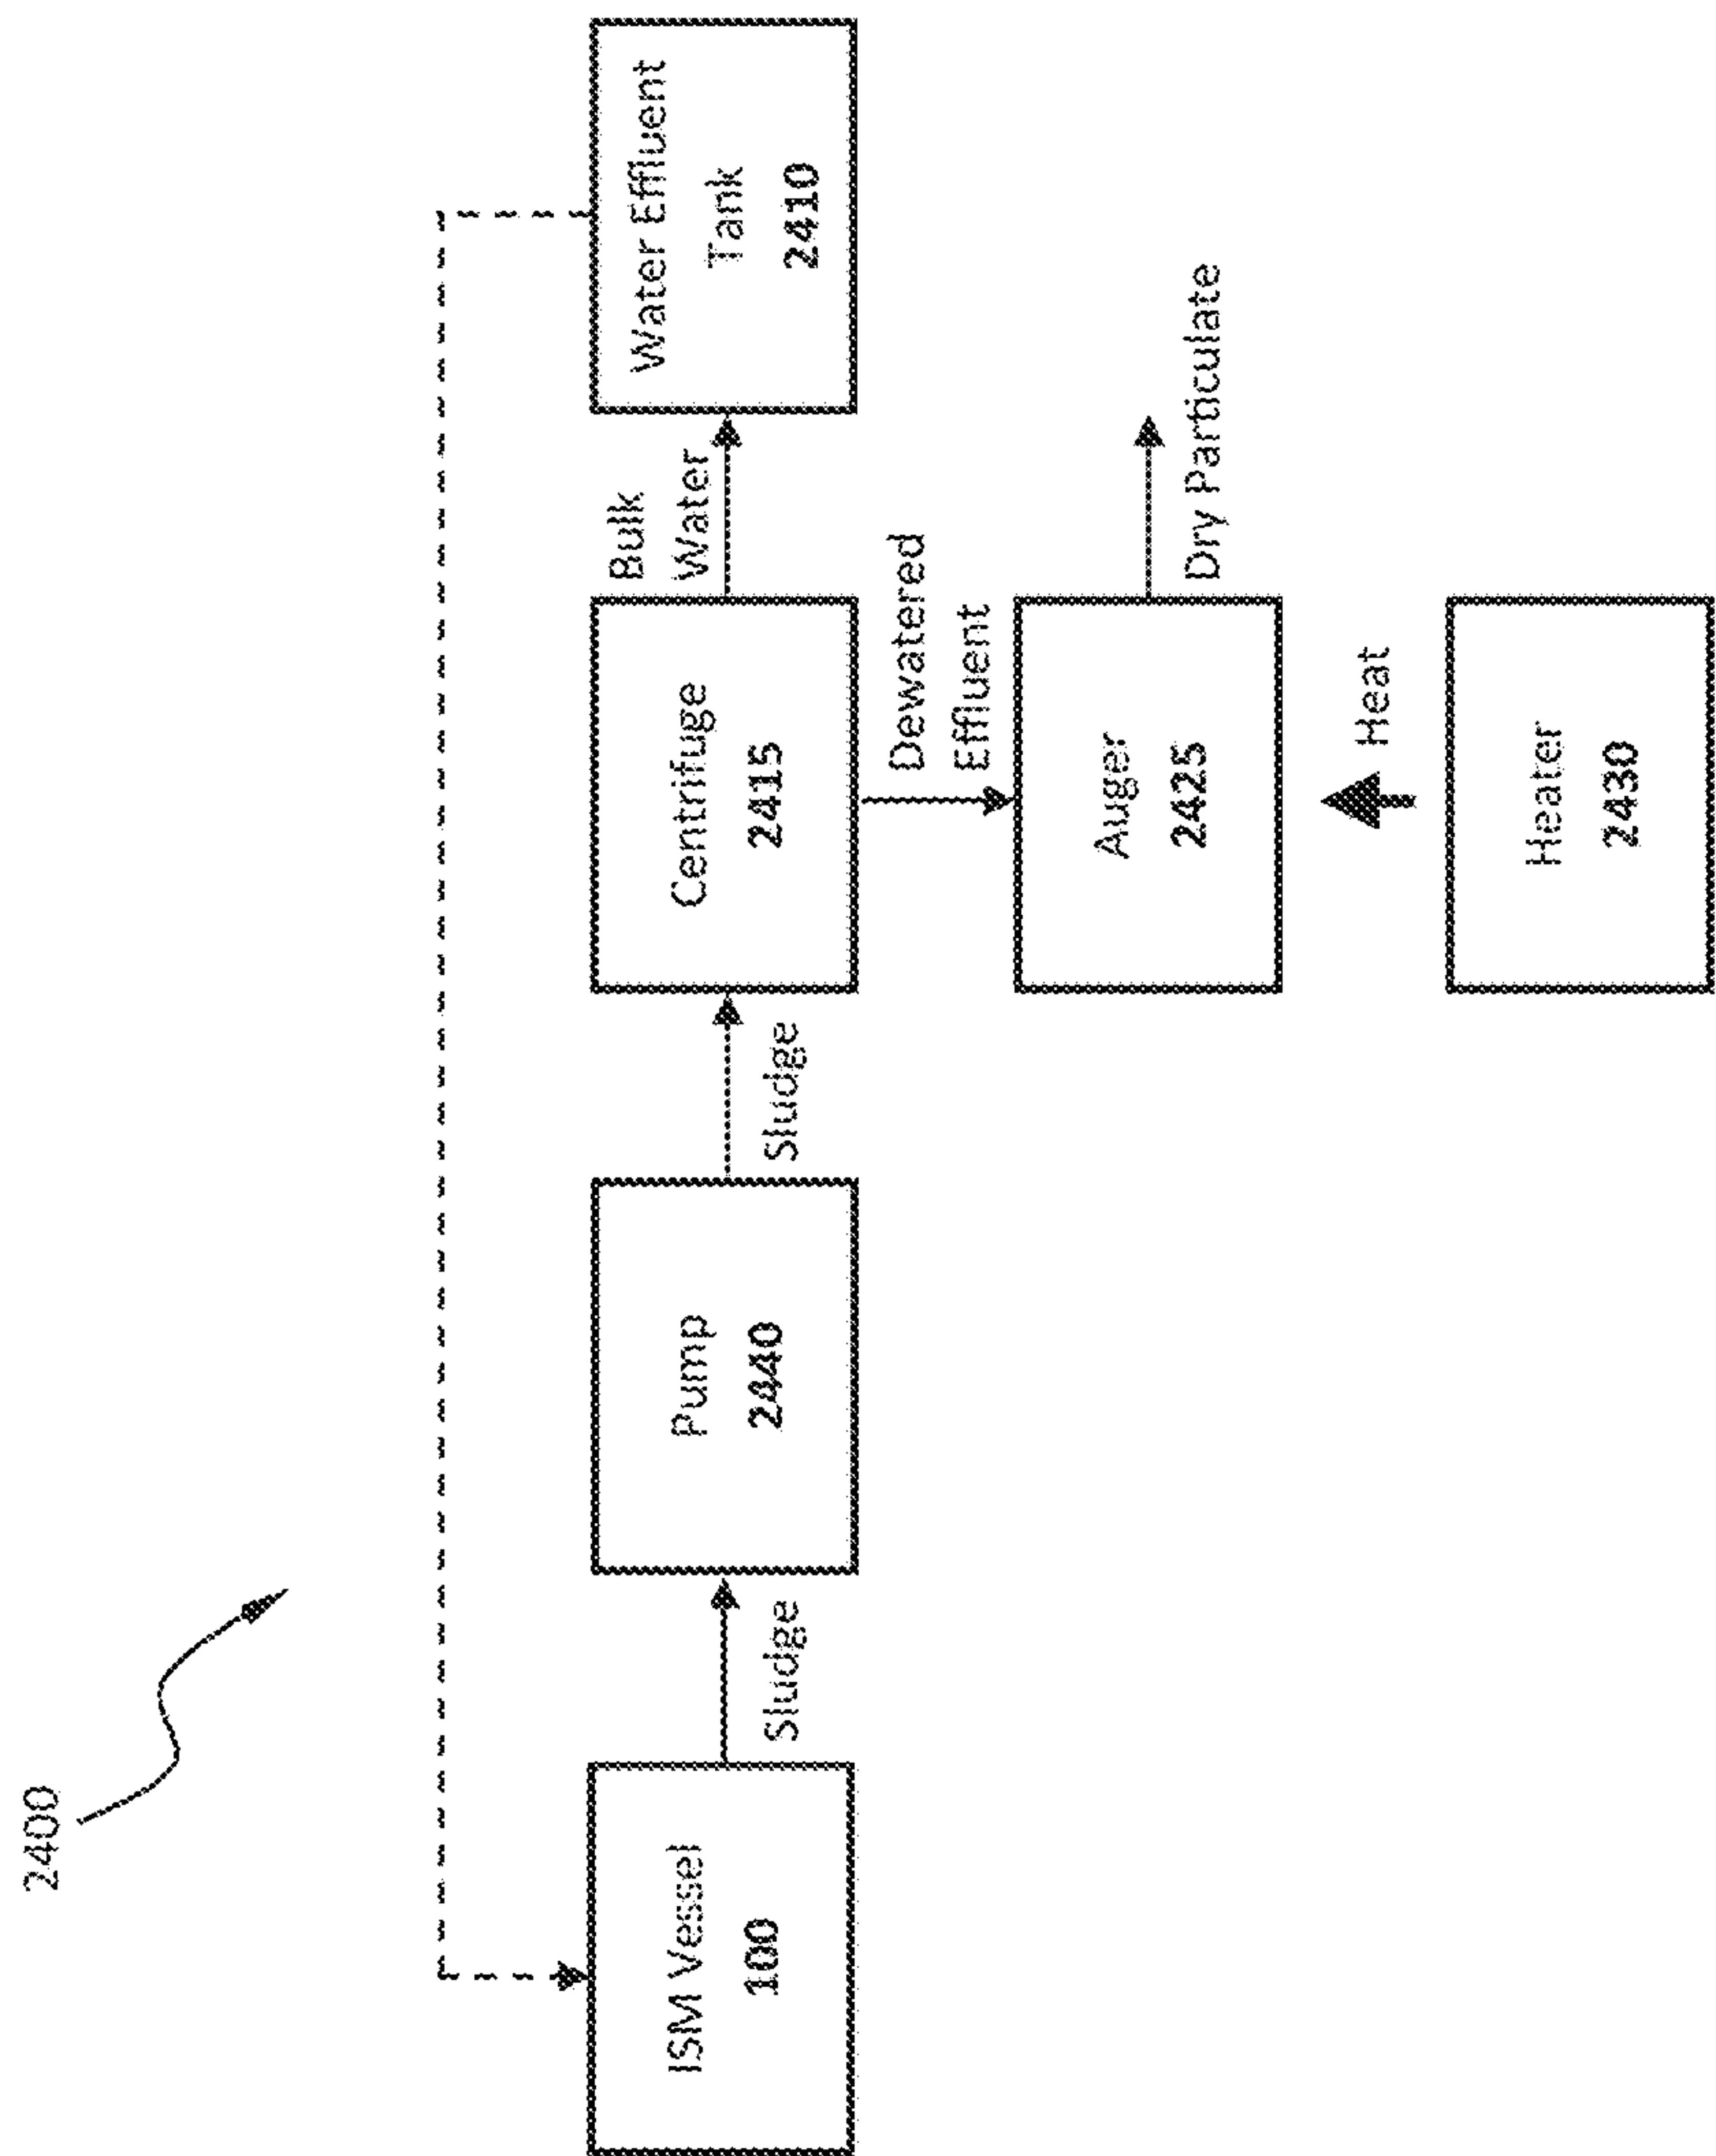 2400
ISM Vessel
100
Sludge
Pump
2440
Sludge
Centrifuge
2415
Bulk
Water
Water Effluent
Tank
2410
Dewatered
Effluent
Auger
2425
Dry Particulate
Heat
Heater
2430